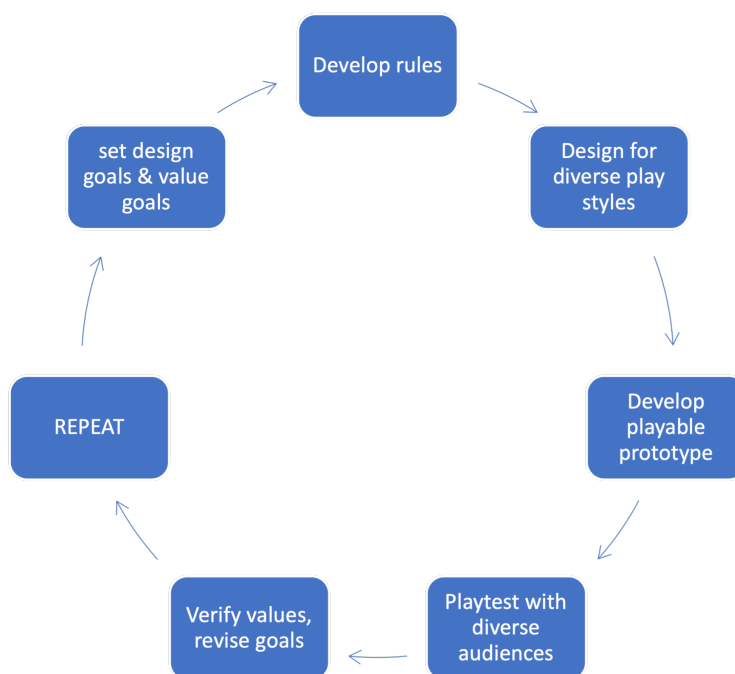 Develop rules
set design
goals & value
goals
Design for
diverse play
styles
REPEAT
Develop
playable
prototype
Verify values,
revise goals
Playtest with
diverse
audiences